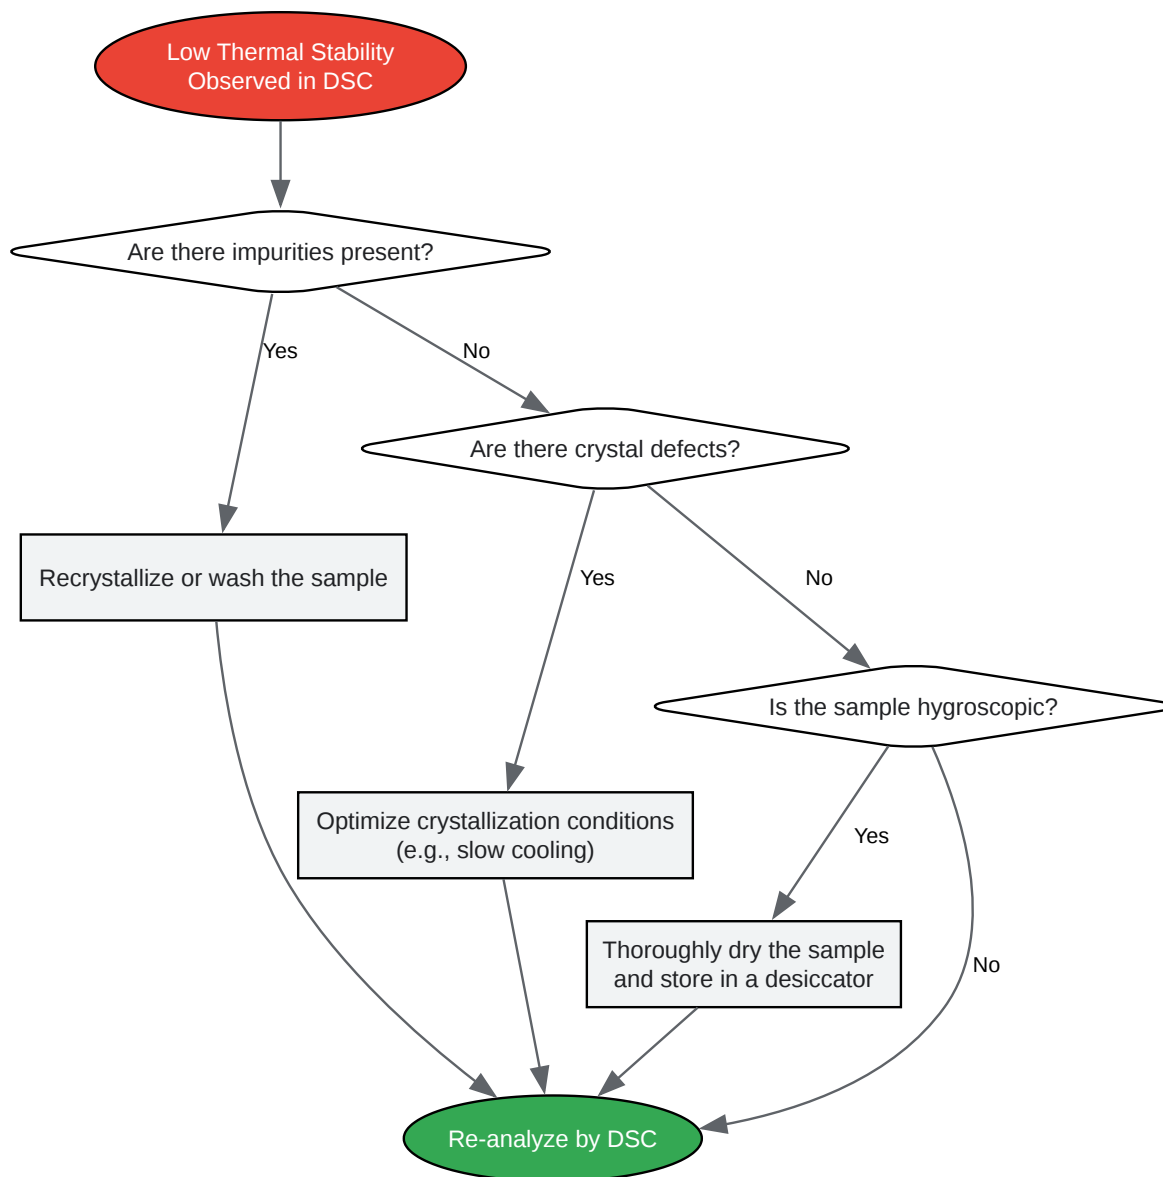 Low Thermal Stability
Observed in DSC
Are there impurities present?
Yes
No
Are there crystal defects?
Recrystallize or wash the sample
Yes
No
Is the sample hygroscopic?
Optimize crystallization conditions
(e.g., slow cooling)
Yes
Thoroughly dry the sample
and store in a desiccator
No
Re-analyze by DSC